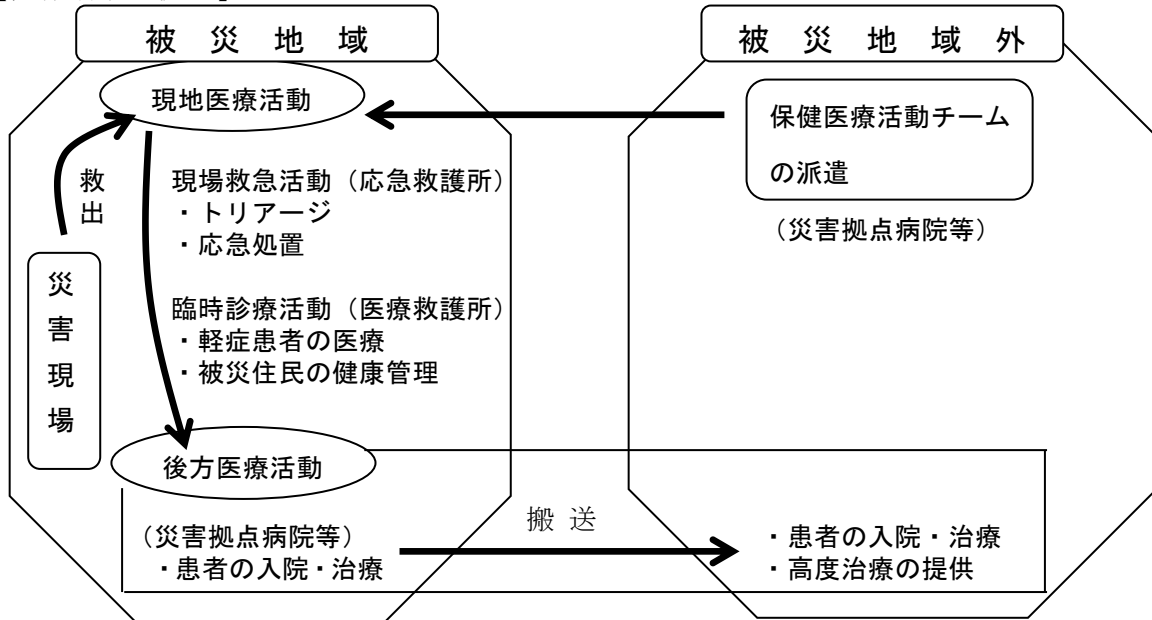 被災地域
被災地域外
現地医療活動
保健医療活動チーム
の派遣
(災害拠点病院等)
救出
現場救急活動(応急救護所)
・トリアージ
・応急処置
災害現場
臨時診療活動(医療救護所)
・軽症患者の医療
・被災住民の健康管理
後方医療活動
(災害拠点病院等)
・患者の入院・治療
搬送
・患者の入院・治療
・高度治療の提供